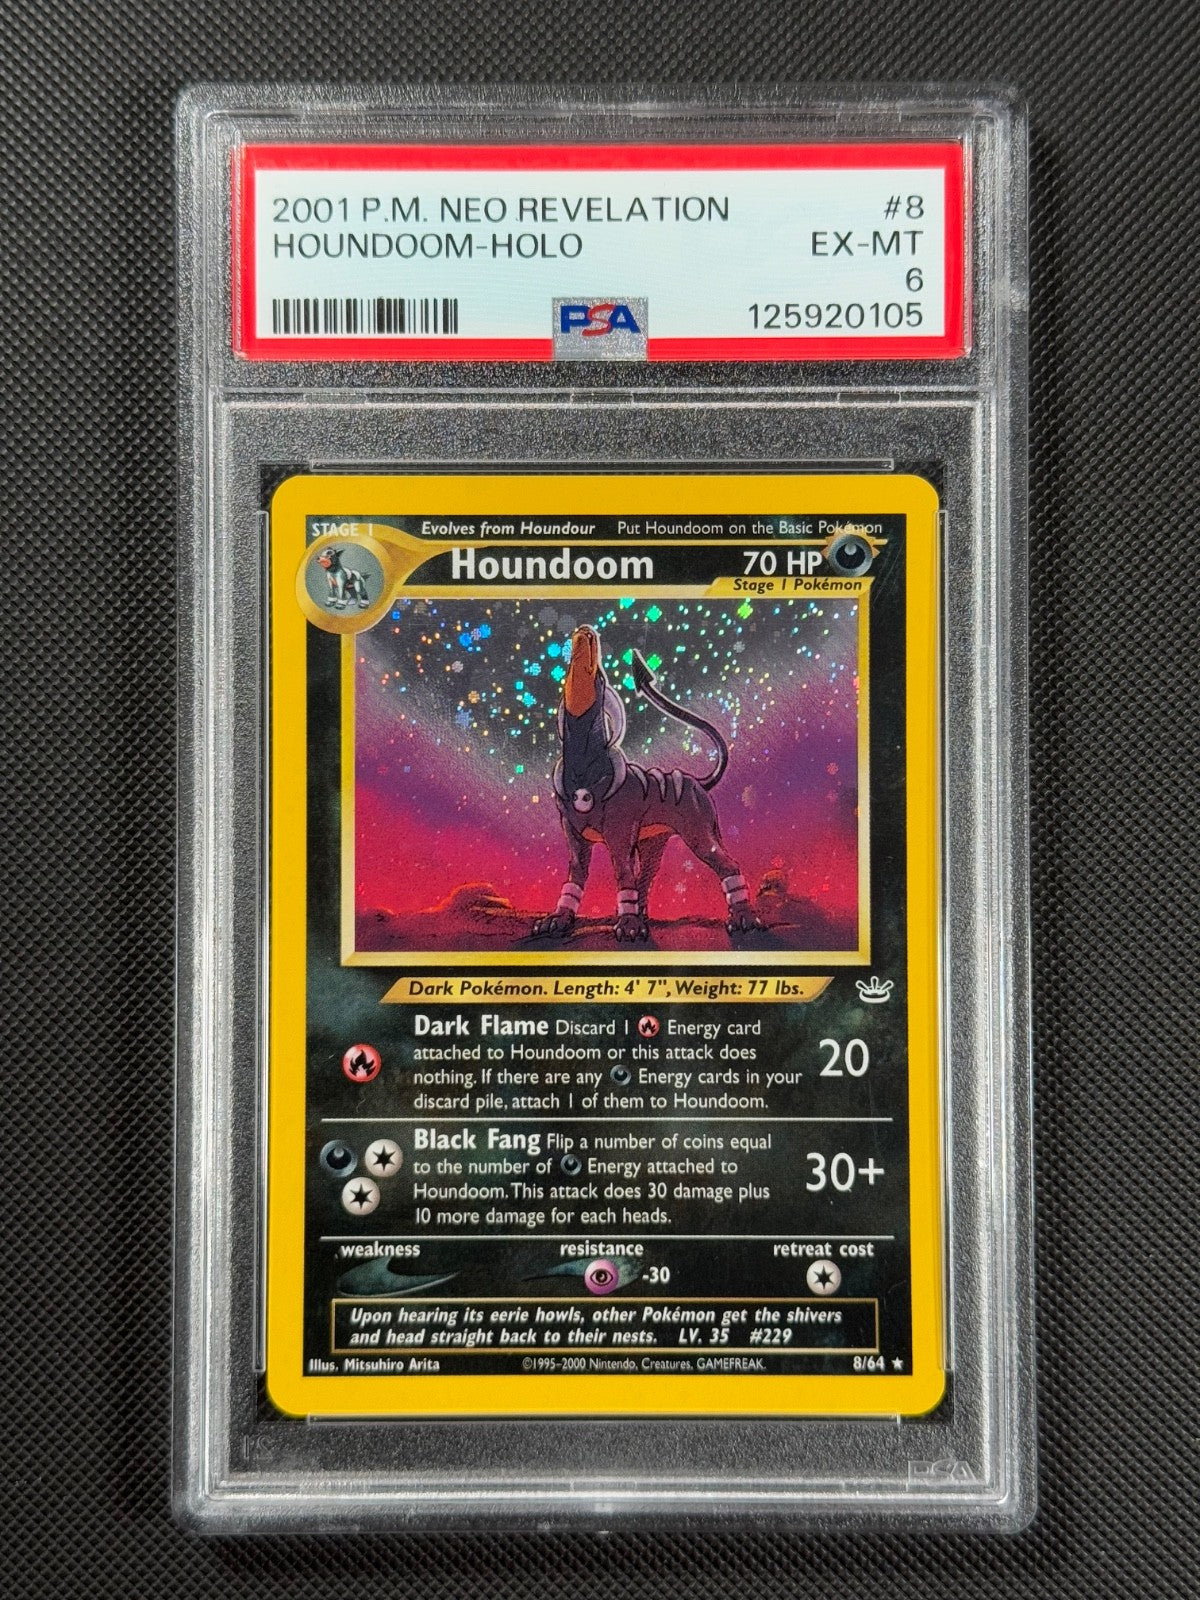 2001 P.M. NEO REVELATION #8
HOUNDOOM-HOLO EX-MT
6
PSA 125920105
STAGE 1 Evolves from Houndour Put Houndoom on the Basic Pokémon
Houndoom 70 HP
Stage 1 Pokémon
Dark Pokémon. Length: 4' 7", Weight: 77 lbs.
Dark Flame Discard 1 Energy card
attached to Houndoom or this attack does
nothing. If there are any Energy cards in your
discard pile, attach 1 of them to Houndoom.
20
Black Fang Flip a number of coins equal
to the number of Energy attached to
Houndoom. This attack does 30 damage plus
10 more damage for each heads.
30+
weakness resistance retreat cost
-30
Upon hearing its eerie howls, other Pokémon get the shivers
and head straight back to their nests. LV. 35 #229
Illus. Mitsuhiro Arita ©1995-2000 Nintendo, Creatures, GAMEFREAK. 8/64 ★
PSA